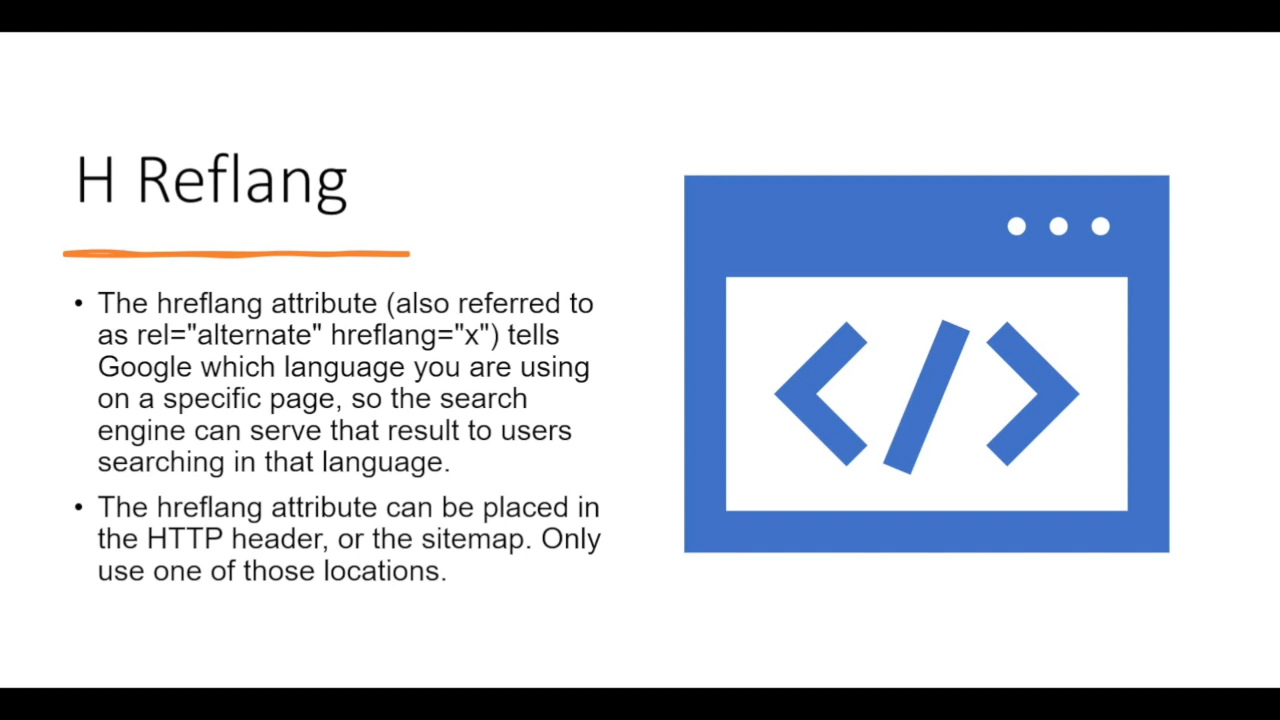 H Reflang
• The hreflang attribute (also referred to
as rel="alternate" hreflang="x") tells
Google which language you are using
on a specific page, so the search
engine can serve that result to users
searching in that language.
• The hreflang attribute can be placed in
the HTTP header, or the sitemap. Only
use one of those locations.